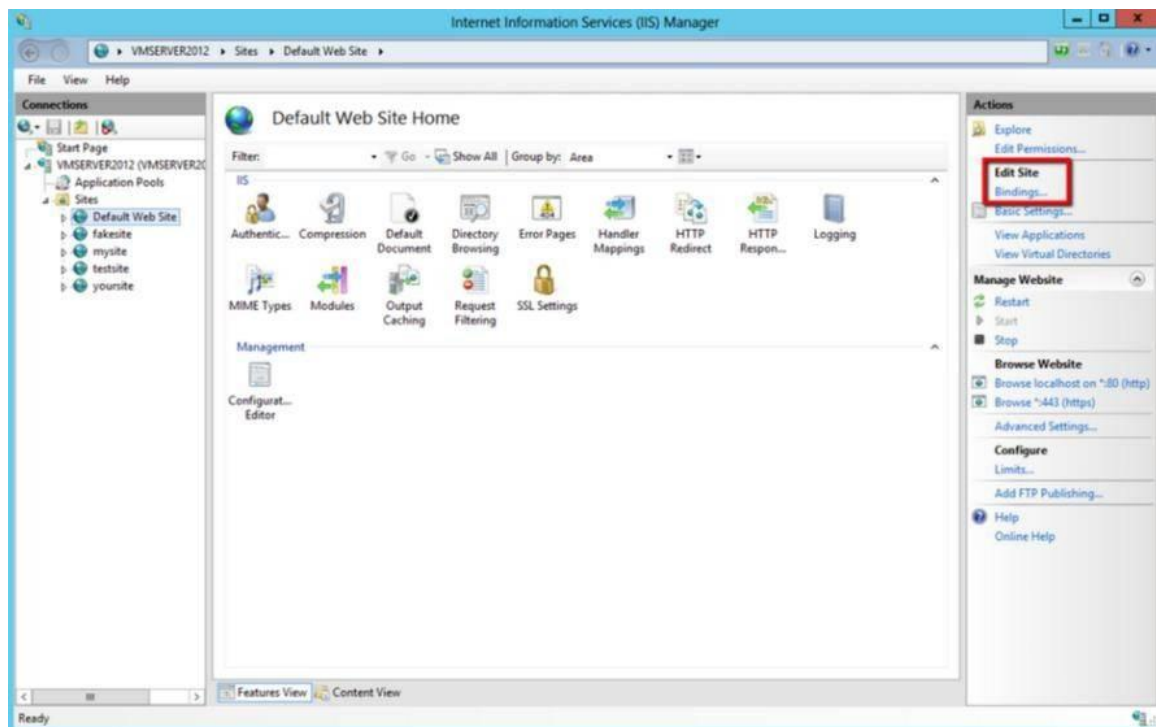 Internet Information Services (IIS) Manager
VMSERVER2012 Sites Default Web Site
File View Help
Connections
Start Page
VMSERVER2012 (VMSERVER20
Application Pools
Sites
Default Web Site
fakesite
mysite
testsite
yoursite
Default Web Site Home
Filter: Go Show All Group by: Area
IIS
Authentic... Compression Default Document Directory Browsing Error Pages Handler Mappings HTTP Redirect HTTP Respon... Logging
MIME Types Modules Output Caching Request Filtering SSL Settings
Management
Configurat... Editor
Features View Content View
Actions
Explore
Edit Permissions...
Edit Site
Bindings...
Basic Settings...
View Applications
View Virtual Directories
Manage Website
Restart
Start
Stop
Browse Website
Browse localhost on *:80 (http)
Browse *:443 (https)
Advanced Settings...
Configure
Limits...
Add FTP Publishing...
Help
Online Help
Ready